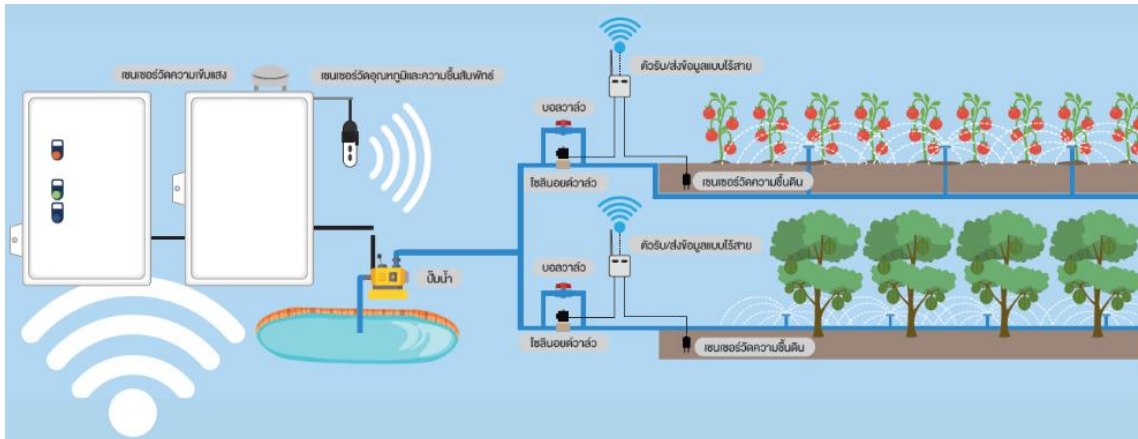 เซนเซอร์วัดความเข้มแสง
เซนเซอร์วัดอุณหภูมิและความชื้นสัมพัทธ์
ตัวรับ/ส่งข้อมูลแบบไร้สาย
บอลวาล์ว
โซลินอยด์วาล์ว
เซนเซอร์วัดความชื้นดิน
ตัวรับ/ส่งข้อมูลแบบไร้สาย
ปั๊มน้ำ
บอลวาล์ว
โซลินอยด์วาล์ว
เซนเซอร์วัดความชื้นดิน